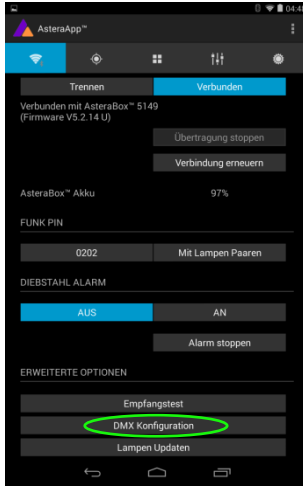 04:48
AsteraApp™
Trennen Verbunden
Verbunden mit AsteraBox™ 5149
(Firmware V5.2.14 U)
Übertragung stoppen
Verbindung erneuern
AsteraBox™ Akku 97%
FUNK PIN
0202 Mit Lampen Paaren
DIEBSTAHL ALARM
AUS AN
Alarm stoppen
ERWEITERTE OPTIONEN
Empfangstest
DMX Konfiguration
Lampen Updaten